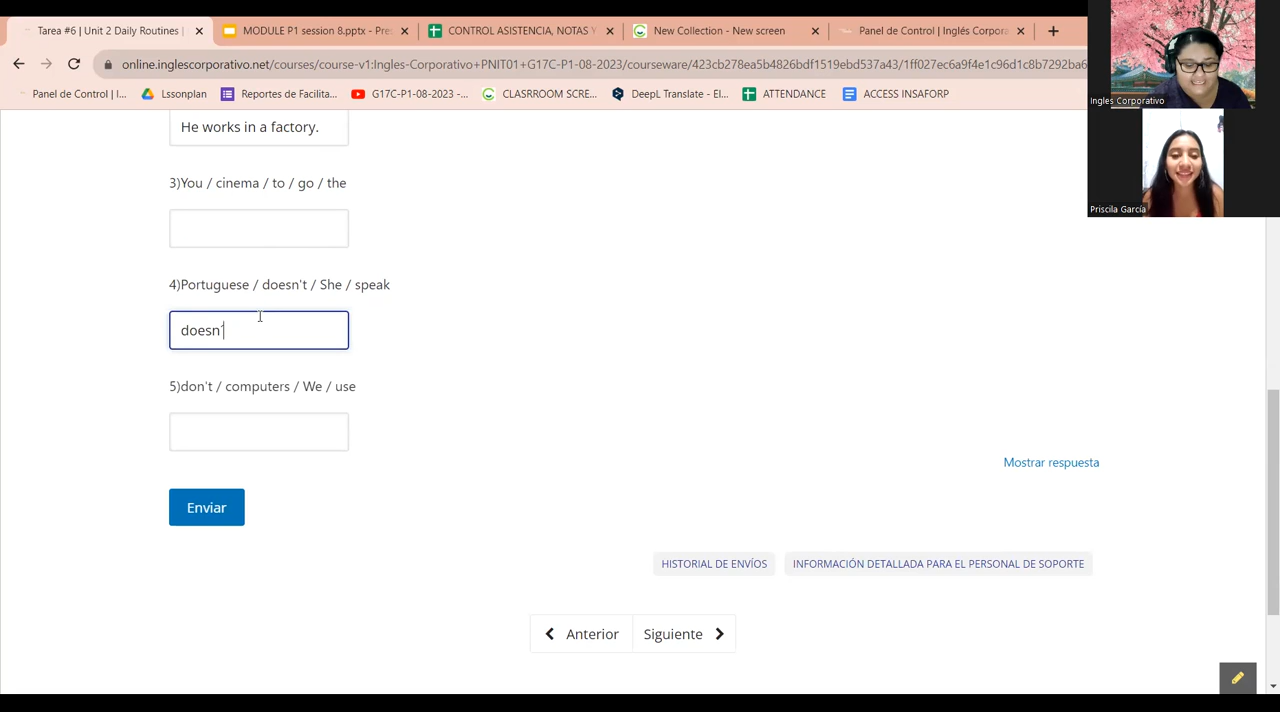 Tarea #6 | Unit 2 Daily Routines |
MODULE P1 session 8.pptx - Pre
CONTROL ASISTENCIA, NOTAS Y
New Collection - New screen
Panel de Control | Inglés Corpora
online.inglescorporativo.net/courses/course-v1:Ingles-Corporativo+PNIT01+G17C-P1-08-2023/courseware/423cb278ea5b4826bdf1519ebd537a43/1ff027ec6a9f4e1c96d1c8b7292ba6
Panel de Control | I...
Lssonplan
Reportes de Facilita...
G17C-P1-08-2023 -...
CLASRROOM SCRE...
DeepL Translate - El...
ATTENDANCE
ACCESS INSAFORP
Ingles Corporativo
Priscila García
He works in a factory.
3)You / cinema / to / go / the
4)Portuguese / doesn't / She / speak
doesn´
5)don't / computers / We / use
Mostrar respuesta
Enviar
HISTORIAL DE ENVÍOS
INFORMACIÓN DETALLADA PARA EL PERSONAL DE SOPORTE
Anterior
Siguiente